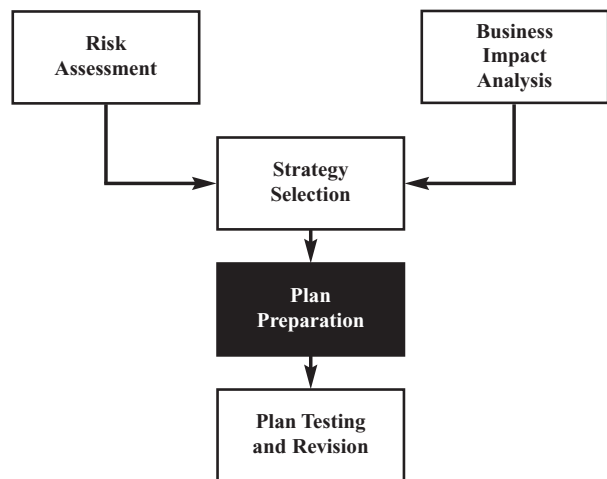 Risk
Assessment
Business
Impact
Analysis
Strategy
Selection
Plan
Preparation
Plan Testing
and Revision